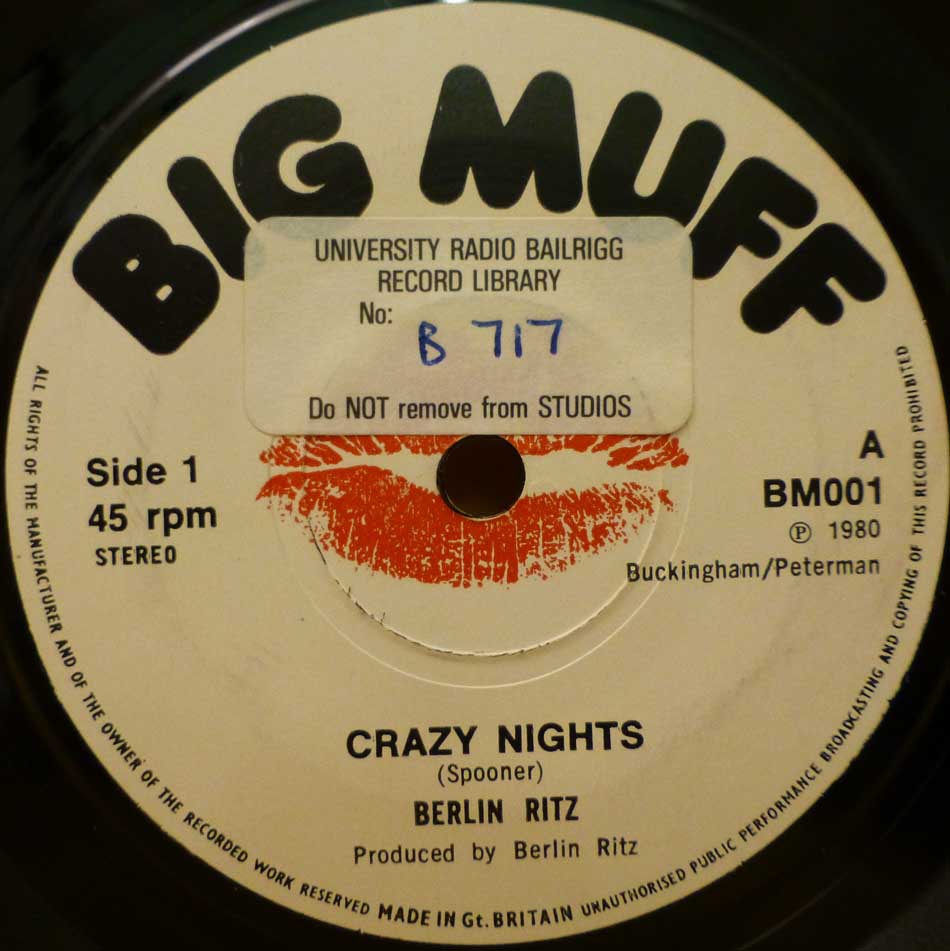 BIG MUFF
UNIVERSITY RADIO BAILRIGG
RECORD LIBRARY
No:
B 717
Do NOT remove from STUDIOS
Side 1
45 rpm
STEREO
A
BM001
℗ 1980
Buckingham/Peterman
CRAZY NIGHTS
(Spooner)
BERLIN RITZ
Produced by Berlin Ritz
ALL RIGHTS OF THE MANUFACTURER AND OF THE OWNER OF THE RECORDED WORK RESERVED MADE IN Gt. BRITAIN UNAUTHORISED PUBLIC PERFORMANCE BROADCASTING AND COPYING OF THIS RECORD PROHIBITED